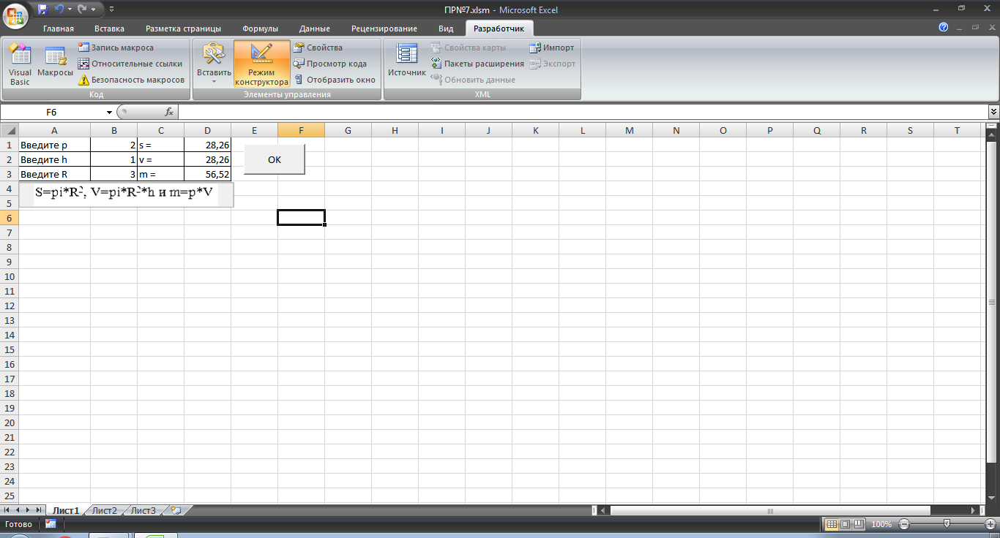 ПР№7.xlsm - Microsoft Excel
Главная Вставка Разметка страницы Формулы Данные Рецензирование Вид Разработчик
Visual Basic
Макросы
Запись макроса
Относительные ссылки
Безопасность макросов
Код
Вставить
Режим конструктора
Свойства
Просмотр кода
Отобразить окно
Элементы управления
Источник
Свойства карты
Пакеты расширения
Обновить данные
Импорт
Экспорт
XML
F6 fx
A B C D E F G H I J K L M N O P Q R S T
1 Введите p 2 s = 28,26
2 Введите h 1 v = 28,26
3 Введите R 3 m = 56,52
OK
4 S=pi*R², V=pi*R²*h и m=p*V
5
6
7
8
9
10
11
12
13
14
15
16
17
18
19
20
21
22
23
24
25
Лист1 Лист2 Лист3
Готово 100%